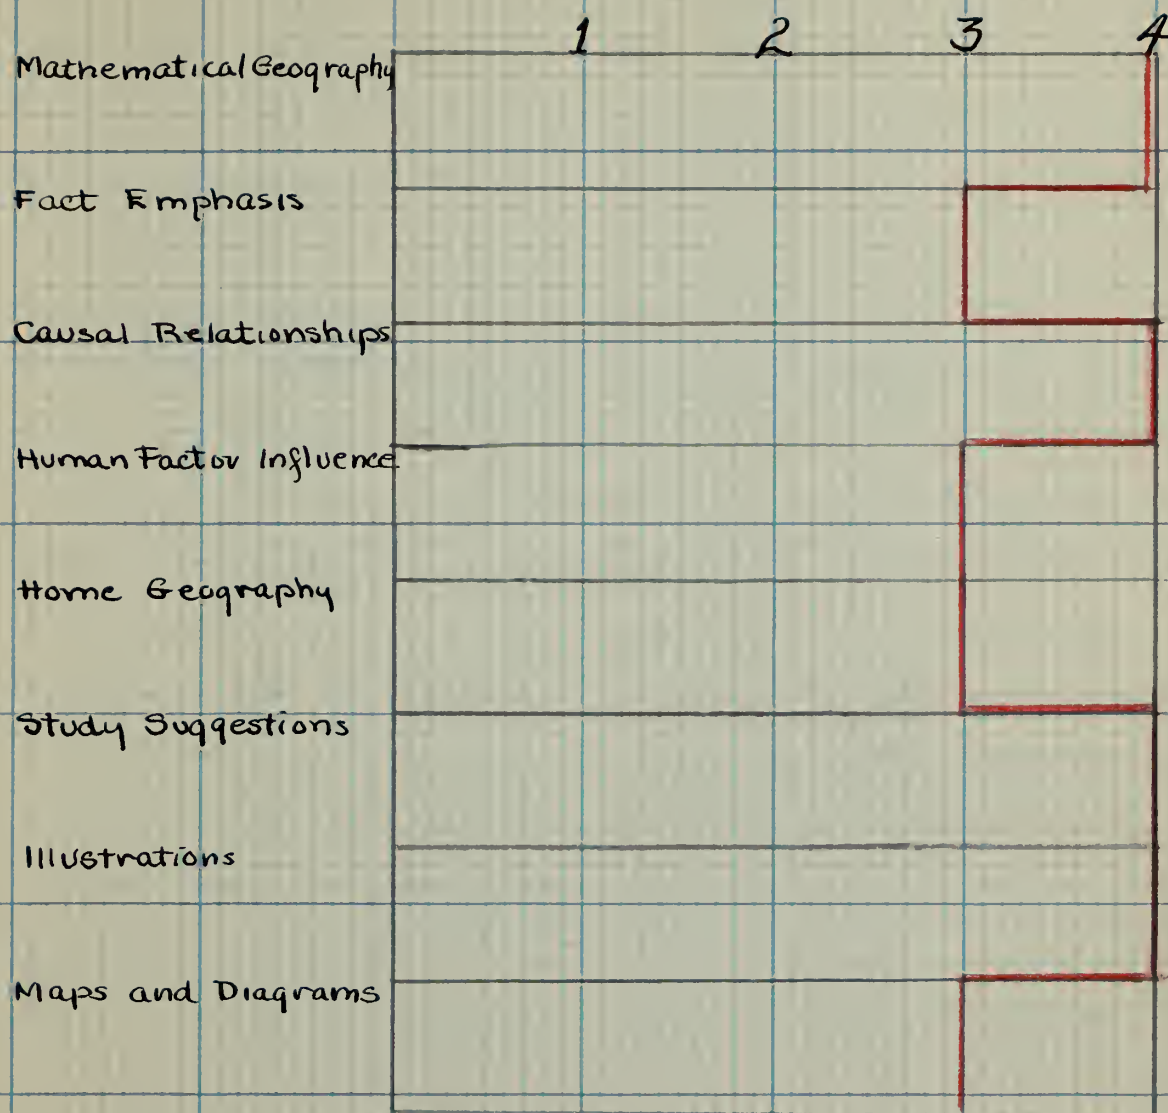 1 2 3 4
Mathematical Geography
Fact Emphasis
Causal Relationships
Human Factor Influence
Home Geography
Study Suggestions
Illustrations
Maps and Diagrams